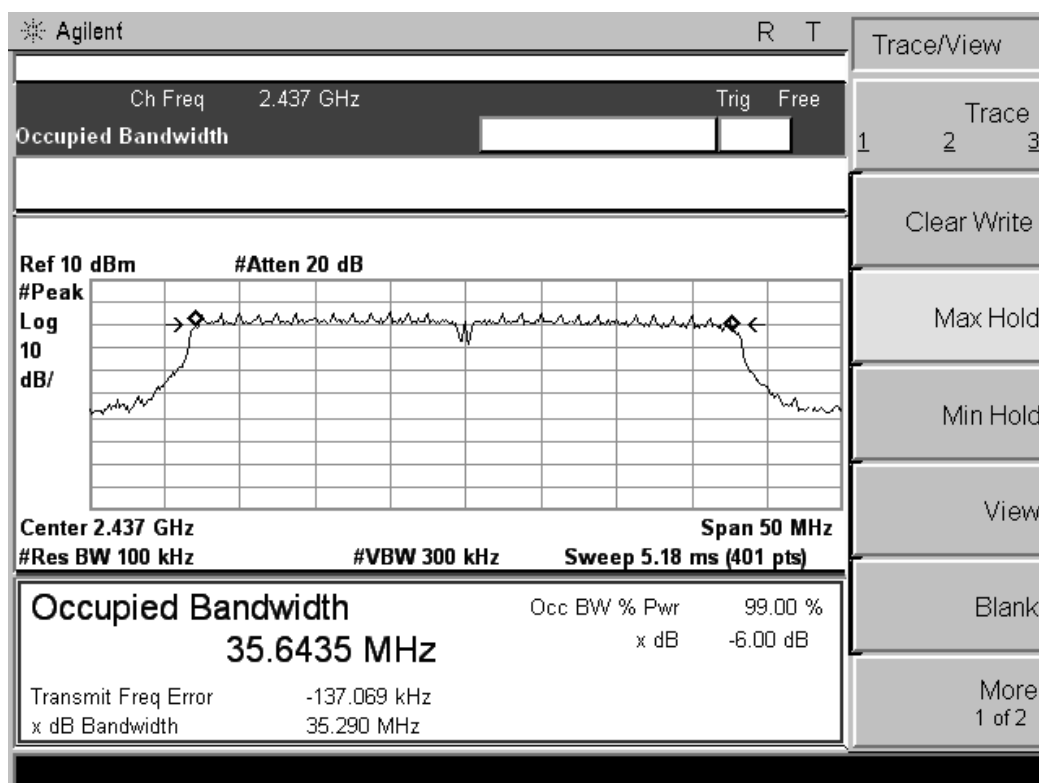 Agilent R T
Trace/View
Ch Freq 2.437 GHz Trig Free
Occupied Bandwidth
Trace
1 2 3
Clear Write
Ref 10 dBm #Atten 20 dB
#Peak
Log
10
dB/
Max Hold
Min Hold
View
Center 2.437 GHz Span 50 MHz
#Res BW 100 kHz #VBW 300 kHz Sweep 5.18 ms (401 pts)
Occupied Bandwidth
35.6435 MHz
Occ BW % Pwr 99.00 %
x dB -6.00 dB
Transmit Freq Error -137.069 kHz
x dB Bandwidth 35.290 MHz
Blank
More
1 of 2